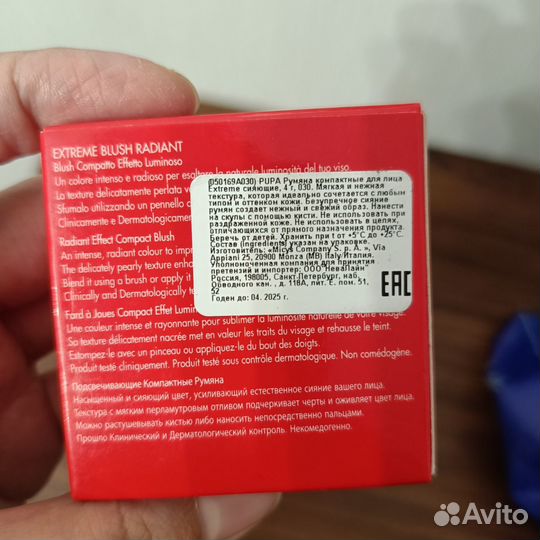 EXTREME BLUSH RADIANT
Blush Compatto Effetto Luminoso
Un colore intenso e radioso per esaltare la naturale luminosità del tuo viso
La texture delicatamente perlata
Sfumalo utilizzando un pennello o
Clinicamente e Dermatologicamen
Radiant Effect Compact Blush
An intense, radiant colour to impre
The delicately pearly texture enhan
Blend it using a brush or apply it
Clinically and Dermatologically
Fard à Joues Compact Effet Lumin
Une couleur intense et rayonnante pour sublimer la luminosité naturelle de votre visage.
Sa texture délicatement nacrée met en valeur les traits du visage et rehausse le teint.
Estompez-le avec un pinceau ou appliquez-le du bout des doigts.
Produit testé cliniquement. Produit testé sous contrôle dermatologique. Non comédogène.
Подсвечивающие Компактные Румяна
Насыщенный и сияющий цвет, усиливающий естественное сияние вашего лица.
Текстура с мягким перламутровым отливом подчеркивает черты и оживляет цвет лица.
Можно растушевывать кистью либо наносить непосредственно пальцами.
Прошло Клинический и Дерматологический контроль. Некомедогенно.
(050169A030) PUPA Румяна компактные для лица
Extreme сияющие, 4 г, 030. Мягкая и нежная
текстура, которая идеально сочетается с любым
типом и оттенком кожи. Безупречное сияние
румян создает нежный и свежий образ. Нанести
на скулы с помощью кисти. Не использовать при
раздраженной коже. Не использовать в целях,
отличающихся от прямого назначения продукта.
Беречь от детей. Хранить при t от +5°C до +25°C.
Состав (ingredients) указан на упаковке.
Изготовитель: «Micys Company S. p. A. », Via
Appiani 25, 20900 Monza (MB) Italy/Италия.
Уполномоченная компания для принятия
претензий и импортер: ООО НеваЛайн
Россия, 198005, Санкт-Петербург, наб.
Обводного кан. , д. 118А, лит. Е, пом. 51,
52
Годен до: 04. 2025 г.
EAC
Avito